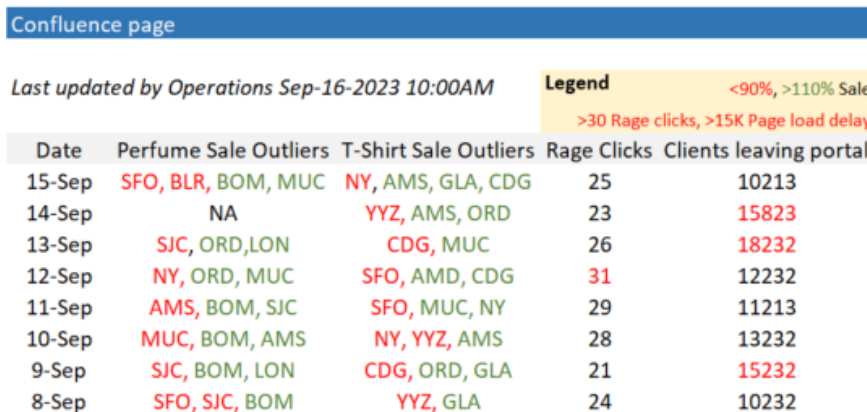 Confluence page
Last updated by Operations Sep-16-2023 10:00AM
Legend
<90%, >110% Sale
>30 Rage clicks, >15K Page load delay
Date Perfume Sale Outliers T-Shirt Sale Outliers Rage Clicks Clients leaving portal
15-Sep SFO, BLR, BOM, MUC NY, AMS, GLA, CDG 25 10213
14-Sep NA YYZ, AMS, ORD 23 15823
13-Sep SJC, ORD,LON CDG, MUC 26 18232
12-Sep NY, ORD, MUC SFO, AMD, CDG 31 12232
11-Sep AMS, BOM, SJC SFO, MUC, NY 29 11213
10-Sep MUC, BOM, AMS NY, YYZ, AMS 28 13232
9-Sep SJC, BOM, LON CDG, ORD, GLA 21 15232
8-Sep SFO, SJC, BOM YYZ, GLA 24 10232